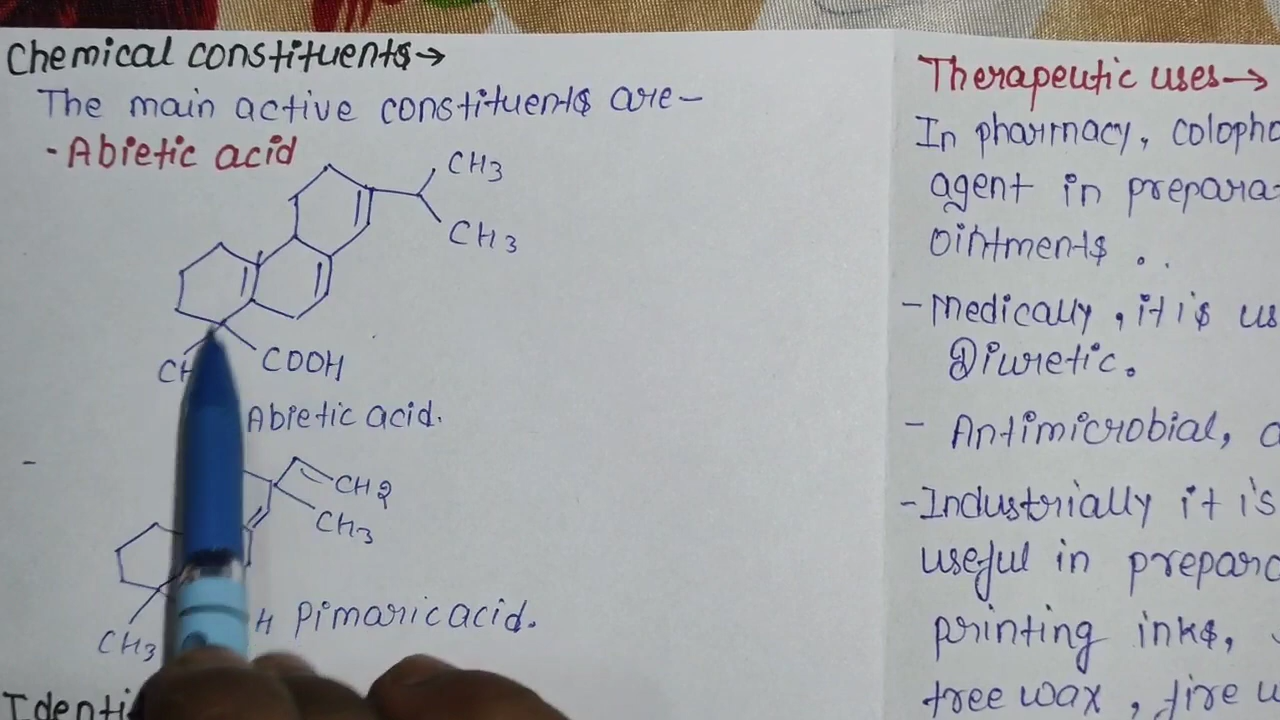 Chemical constituents→
The main active constituents are-
- Abietic acid
CH3
CH3
COOH
Abietic acid.
-
CH2
CH3
H Pimaric acid.
CH3
Therapeutic uses→
In pharmacy,
agent in
ointments.
- Medically, it is
Diuretic.
- Antimicrobial,
- Industrially it is
useful in
printing inks,
tree wax,